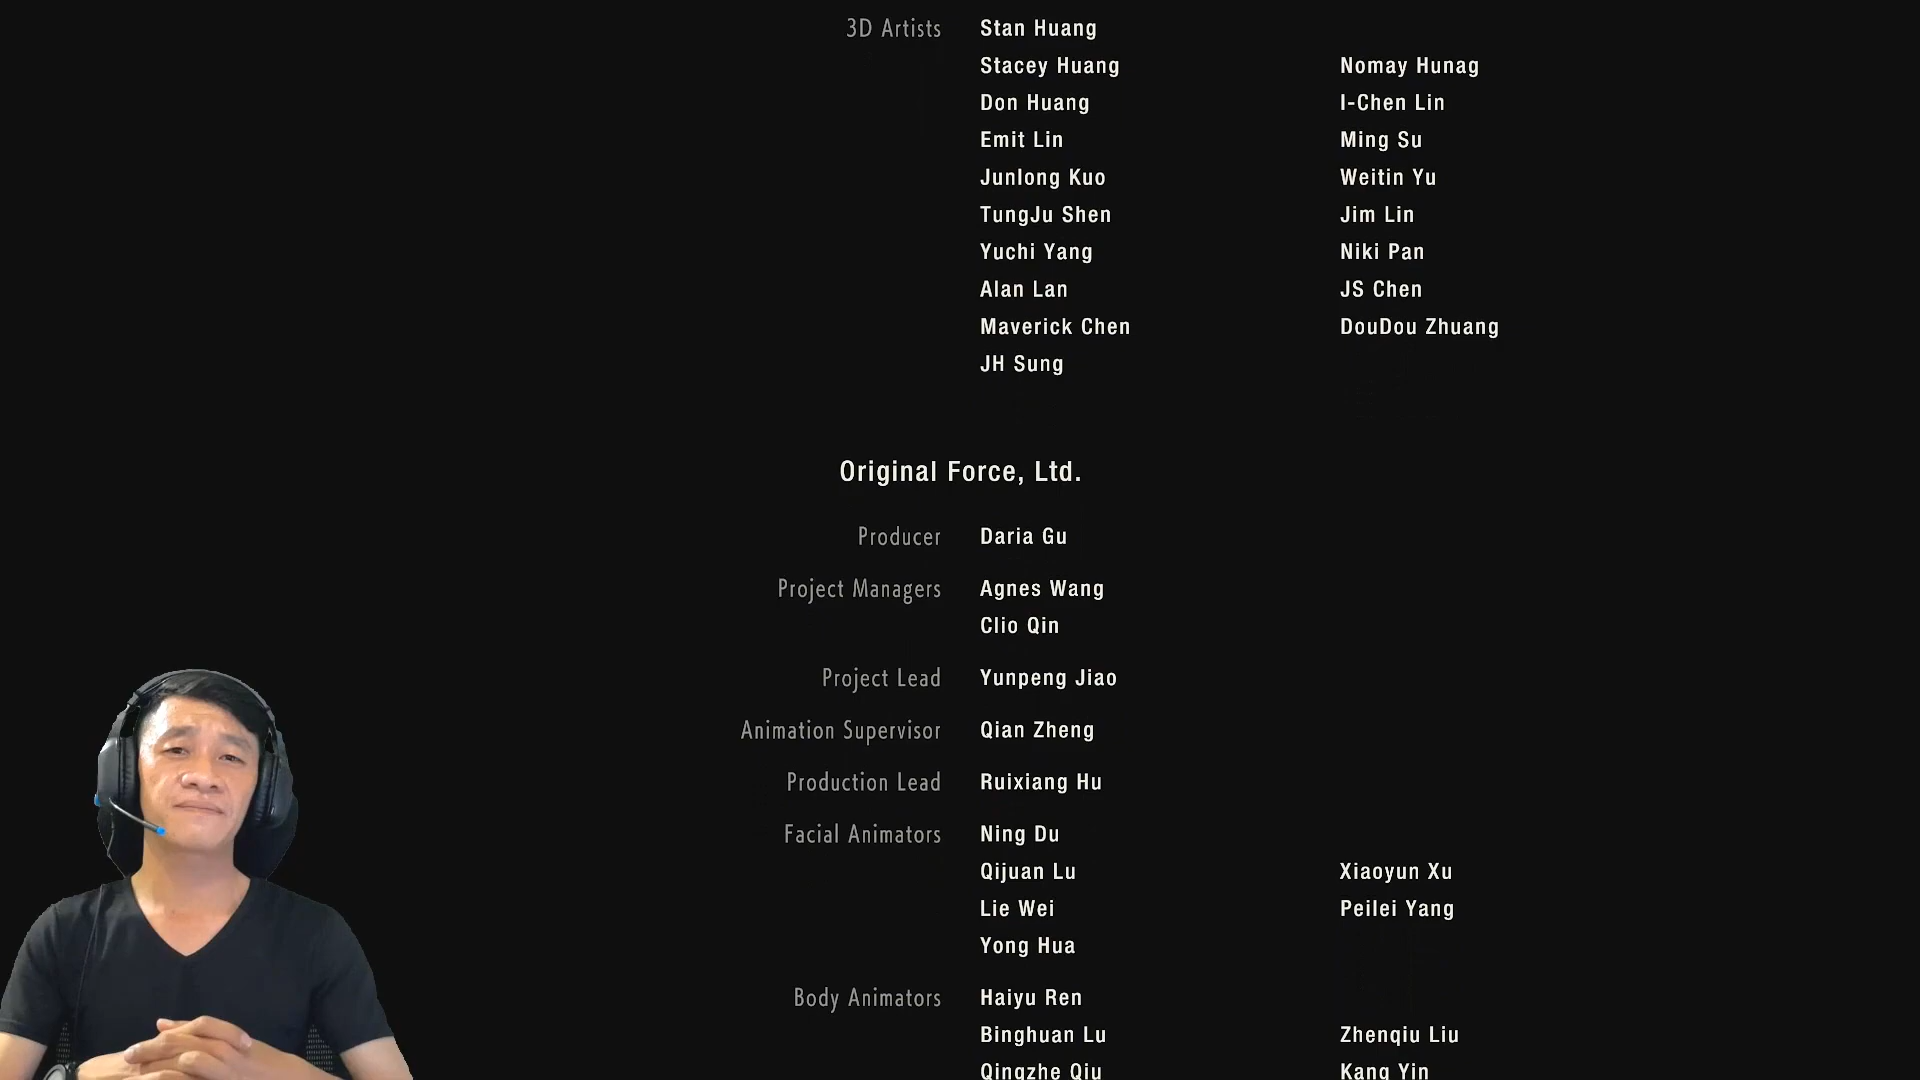 3D Artists Stan Huang
Stacey Huang Nomay Hunag
Don Huang I-Chen Lin
Emit Lin Ming Su
Junlong Kuo Weitin Yu
TungJu Shen Jim Lin
Yuchi Yang Niki Pan
Alan Lan JS Chen
Maverick Chen DouDou Zhuang
JH Sung
Original Force, Ltd.
Producer Daria Gu
Project Managers Agnes Wang
Clio Qin
Project Lead Yunpeng Jiao
Animation Supervisor Qian Zheng
Production Lead Ruixiang Hu
Facial Animators Ning Du
Qijuan Lu Xiaoyun Xu
Lie Wei Peilei Yang
Yong Hua
Body Animators Haiyu Ren
Binghuan Lu Zhenqiu Liu
Qingzhe Qiu Kang Yin